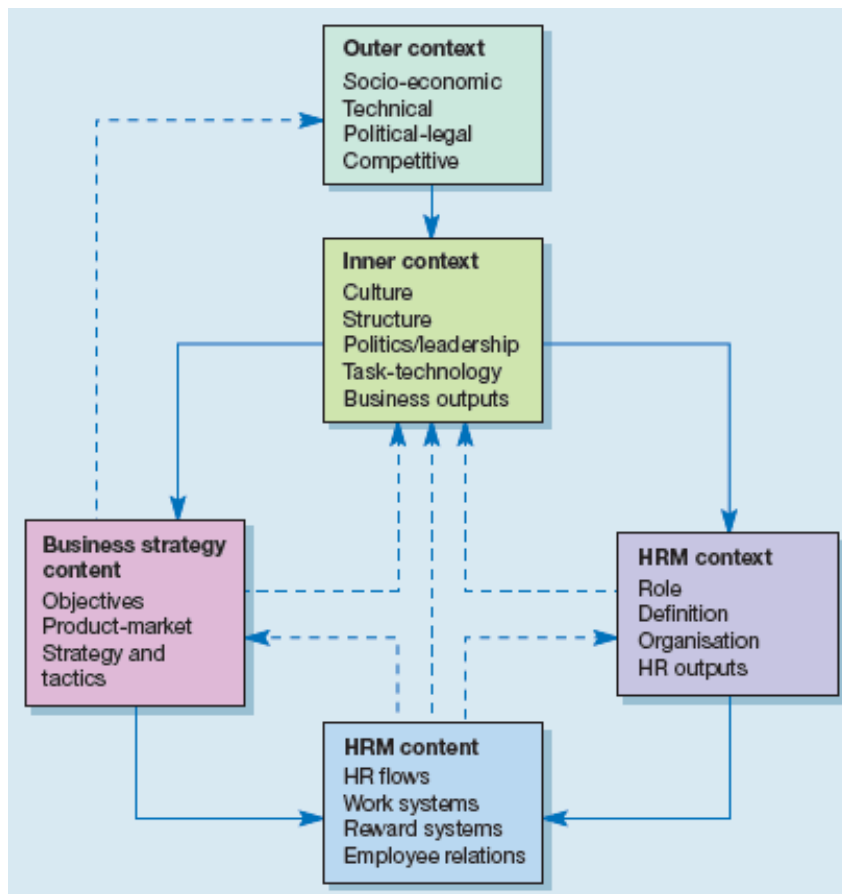 Outer context
Socio-economic
Technical
Political-legal
Competitive
Inner context
Culture
Structure
Politics/leadership
Task-technology
Business outputs
Business strategy
content
Objectives
Product-market
Strategy and
tactics
HRM context
Role
Definition
Organisation
HR outputs
HRM content
HR flows
Work systems
Reward systems
Employee relations